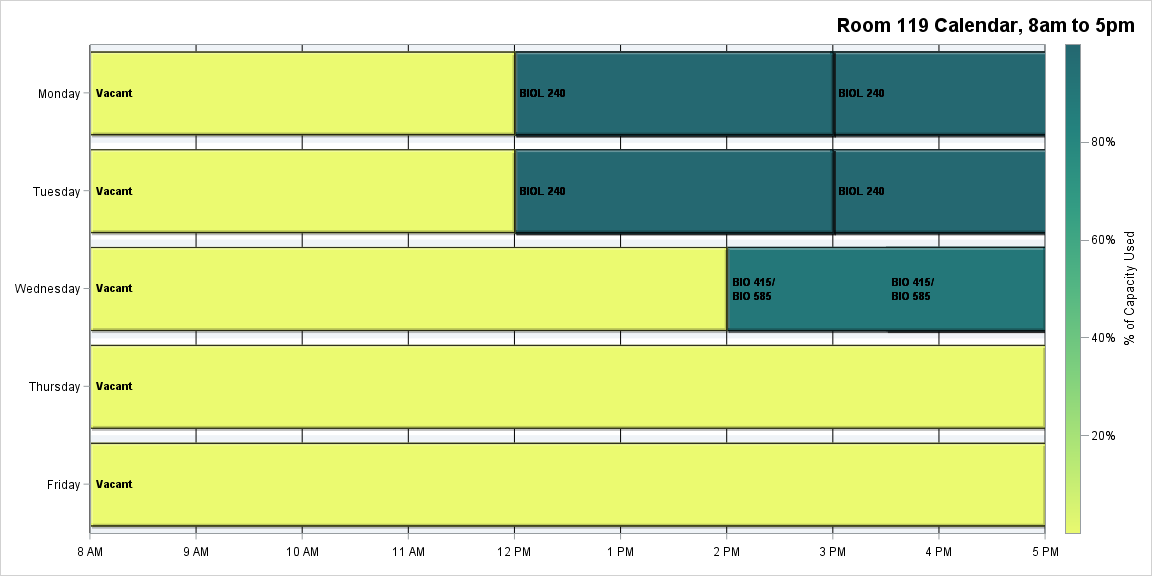 Room 119 Calendar, 8am to 5pm
Monday
Vacant
BIOL 240
BIOL 240
Tuesday
Vacant
BIOL 240
BIOL 240
Wednesday
Vacant
BIO 415/
BIO 585
BIO 415/
BIO 585
Thursday
Vacant
Friday
Vacant
8 AM
9 AM
10 AM
11 AM
12 PM
1 PM
2 PM
3 PM
4 PM
5 PM
80%
60%
40%
20%
% of Capacity Used